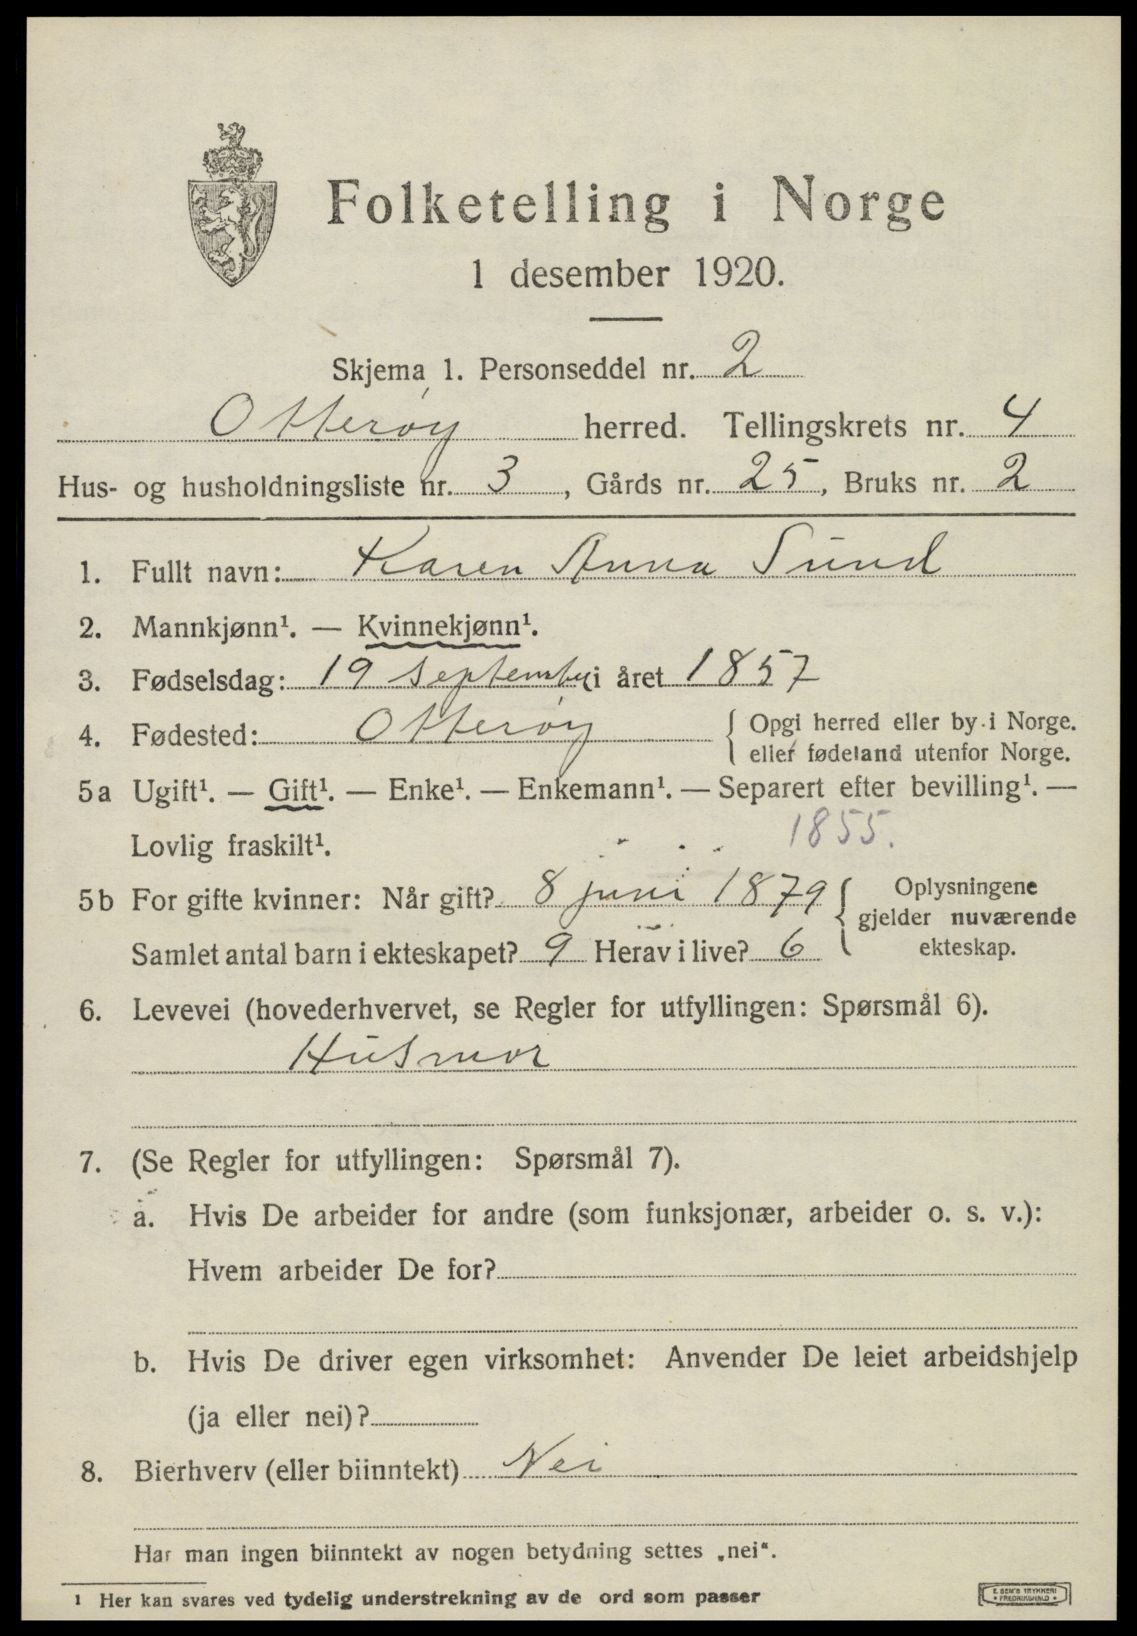 Folketelling i Norge
1 desember 1920.
Skjema 1. Personseddel nr. 2
Otterøy herred. Tellingskrets nr. 4
Hus- og husholdningsliste nr. 3, Gårds nr. 25, Bruks nr. 2
1. Fullt navn: Karen Anna Sund
2. Mannkjønn¹. — Kvinnekjønn¹.
3. Fødselsdag: 19 september i året 1857
4. Fødested: Otterøy { Opgi herred eller by i Norge.
eller fødeland utenfor Norge.
5a Ugift¹. — Gift¹. — Enke¹. — Enkemann¹. — Separert efter bevilling¹. —
Lovlig fraskilt¹. 1855.
5b For gifte kvinner: Når gift? 8 juni 1879 { Oplysningene
gjelder nuværende
Samlet antal barn i ekteskapet? 9 Herav i live? 6 ekteskap.
6. Levevei (hovederhvervet, se Regler for utfyllingen: Spørsmål 6).
Husmor
7. (Se Regler for utfyllingen: Spørsmål 7).
a. Hvis De arbeider for andre (som funksjonær, arbeider o. s. v.):
Hvem arbeider De for?
b. Hvis De driver egen virksomhet: Anvender De leiet arbeidshjelp
(ja eller nei)?
8. Bierhverv (eller biinntekt) Nei
Har man ingen biinntekt av nogen betydning settes „nei“.
1 Her kan svares ved tydelig understrekning av de ord som passer
E. SEM'S TRYKKERI
• FREDRIKSHALD •